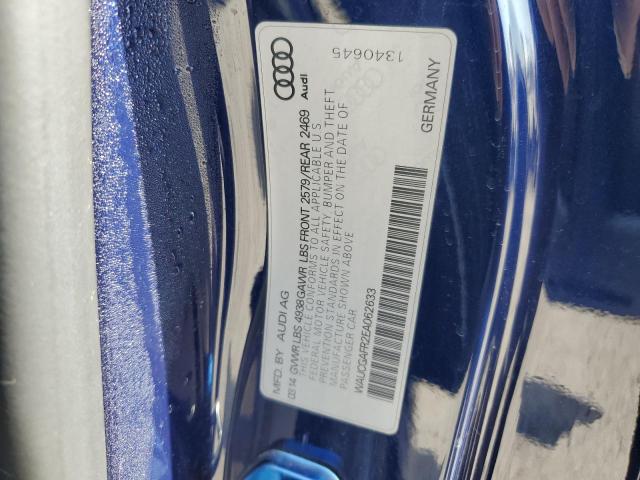 MFD. BY AUDI AG
03.14 GVWR LBS 4938 GAWR LBS FRONT 2579/REAR 2469
THIS VEHICLE CONFORMS TO ALL APPLICABLE U S
FEDERAL MOTOR VEHICLE SAFETY, BUMPER AND THEFT
PREVENTION STANDARDS IN EFFECT ON THE DATE OF
MANUFACTURE SHOWN ABOVE
PASSENGER CAR
WAUCGAFR2EA062633
Audi
1340645
GERMANY